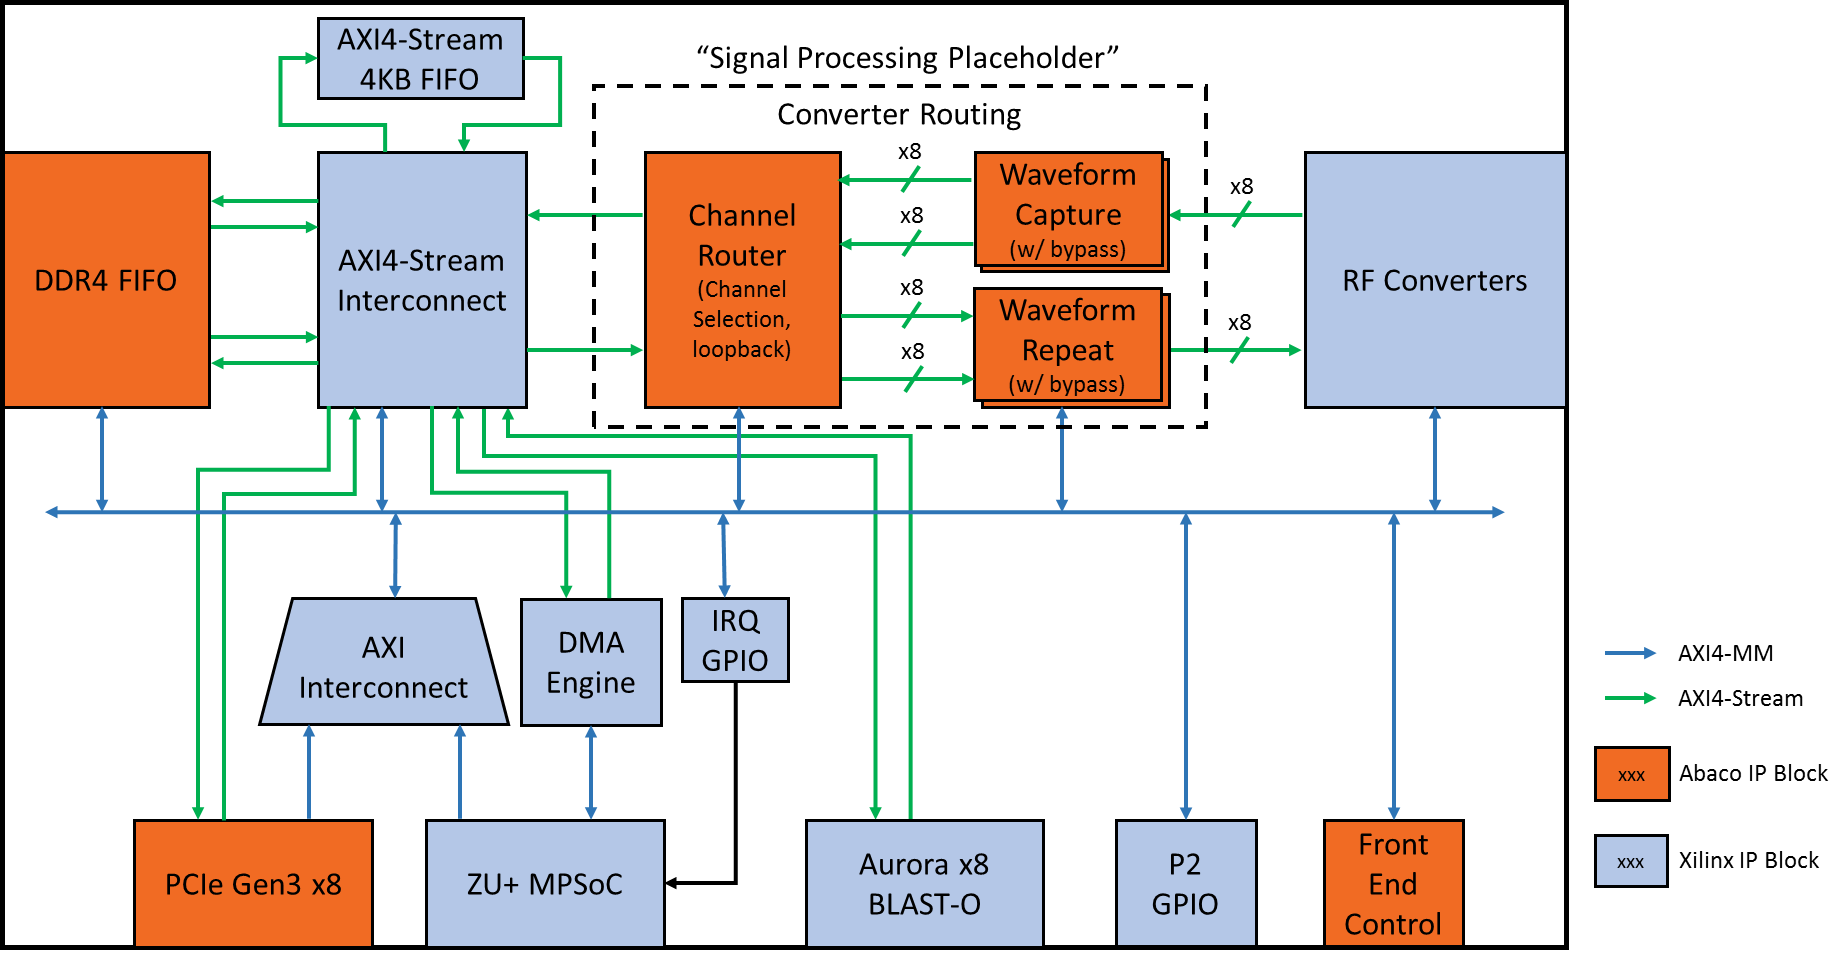 AXI4-Stream
4KB FIFO
“Signal Processing Placeholder”
Converter Routing
DDR4 FIFO
AXI4-Stream
Interconnect
Channel
Router
(Channel
Selection,
loopback)
x8
x8
x8
x8
Waveform
Capture
(w/ bypass)
Waveform
Repeat
(w/ bypass)
x8
x8
RF Converters
AXI
Interconnect
DMA
Engine
IRQ
GPIO
PCIe Gen3 x8
ZU+ MPSoC
Aurora x8
BLAST-O
P2
GPIO
Front
End
Control
AXI4-MM
AXI4-Stream
xxx
Abaco IP Block
xxx
Xilinx IP Block